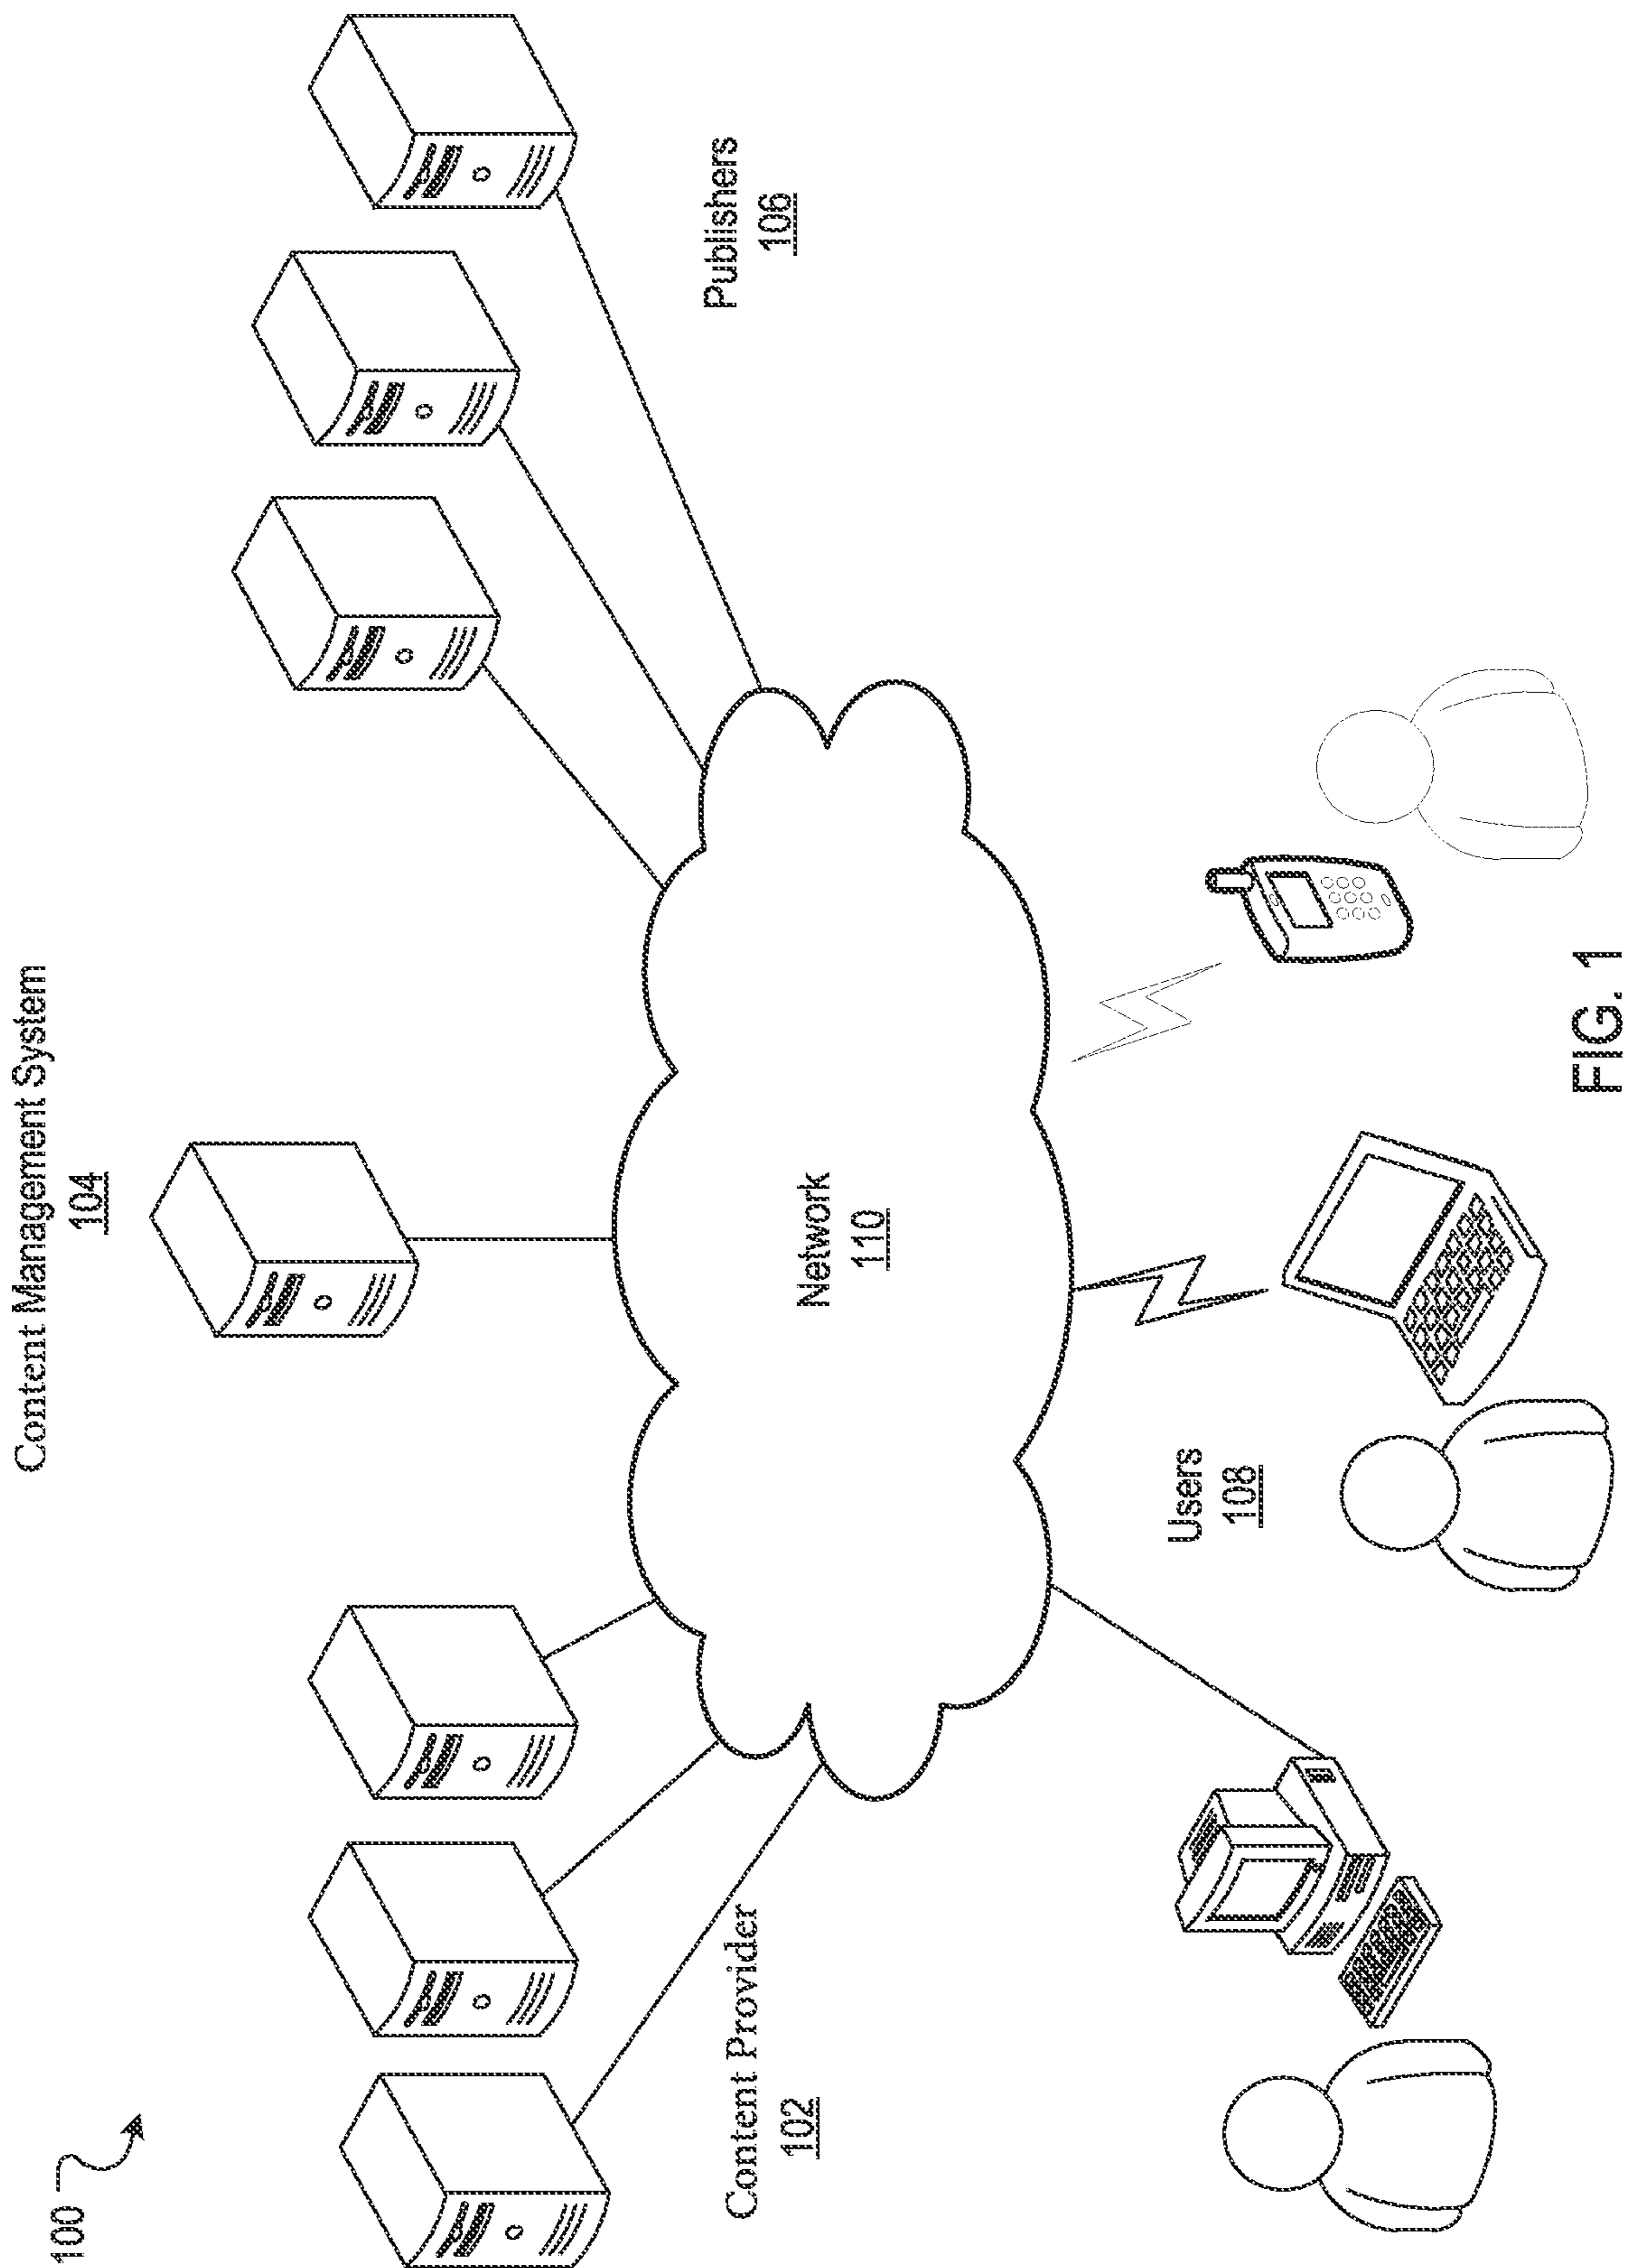 100
Content Management System
104
Content Provider
102
Publishers
106
Network
110
Users
108
FIG. 1